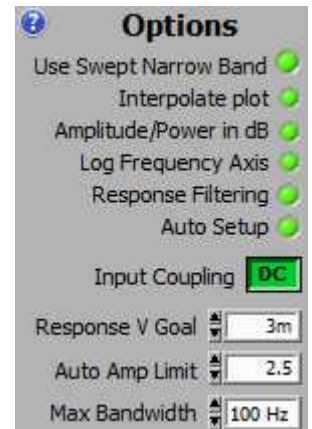 ? Options
Use Swept Narrow Band
Interpolate plot
Amplitude/Power in dB
Log Frequency Axis
Response Filtering
Auto Setup
Input Coupling DC
Response V Goal 3m
Auto Amp Limit 2.5
Max Bandwidth 100 Hz